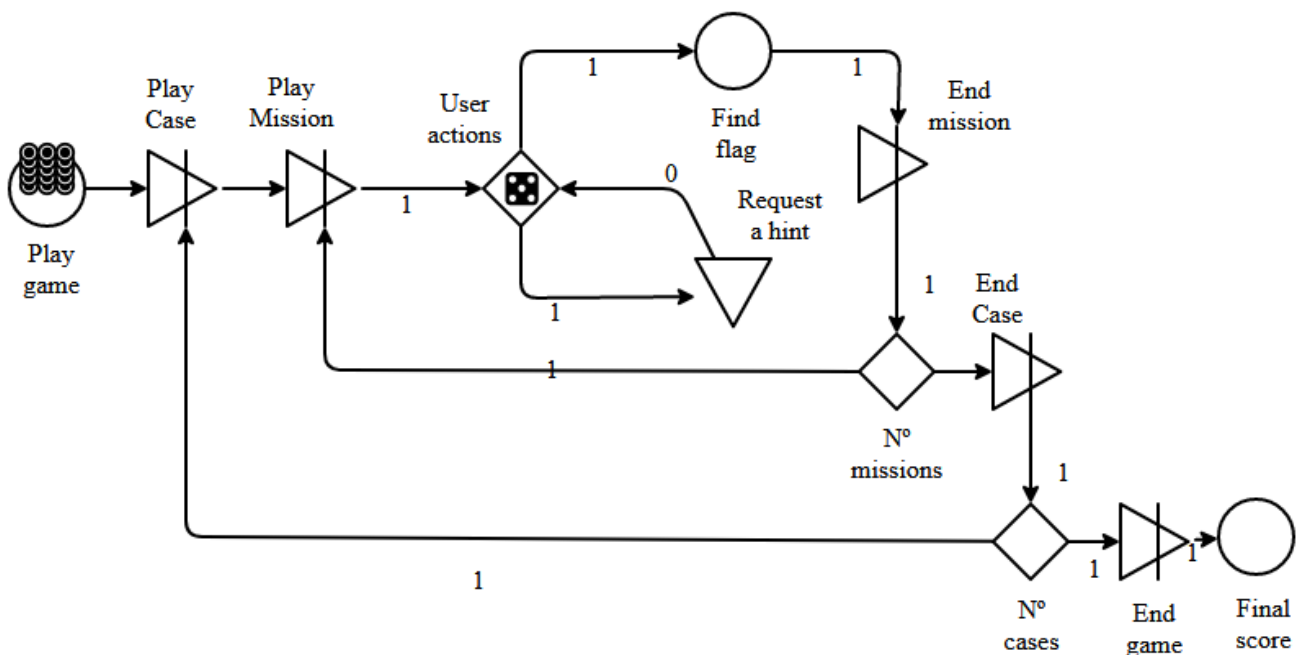 1
1
Play
Case
Play
Mission
User
actions
Find
flag
End
mission
0
Request
a hint
1
Play
game
1
1
End
Case
1
Nº
missions
1
1
1
1
Nº
cases
End
game
Final
score